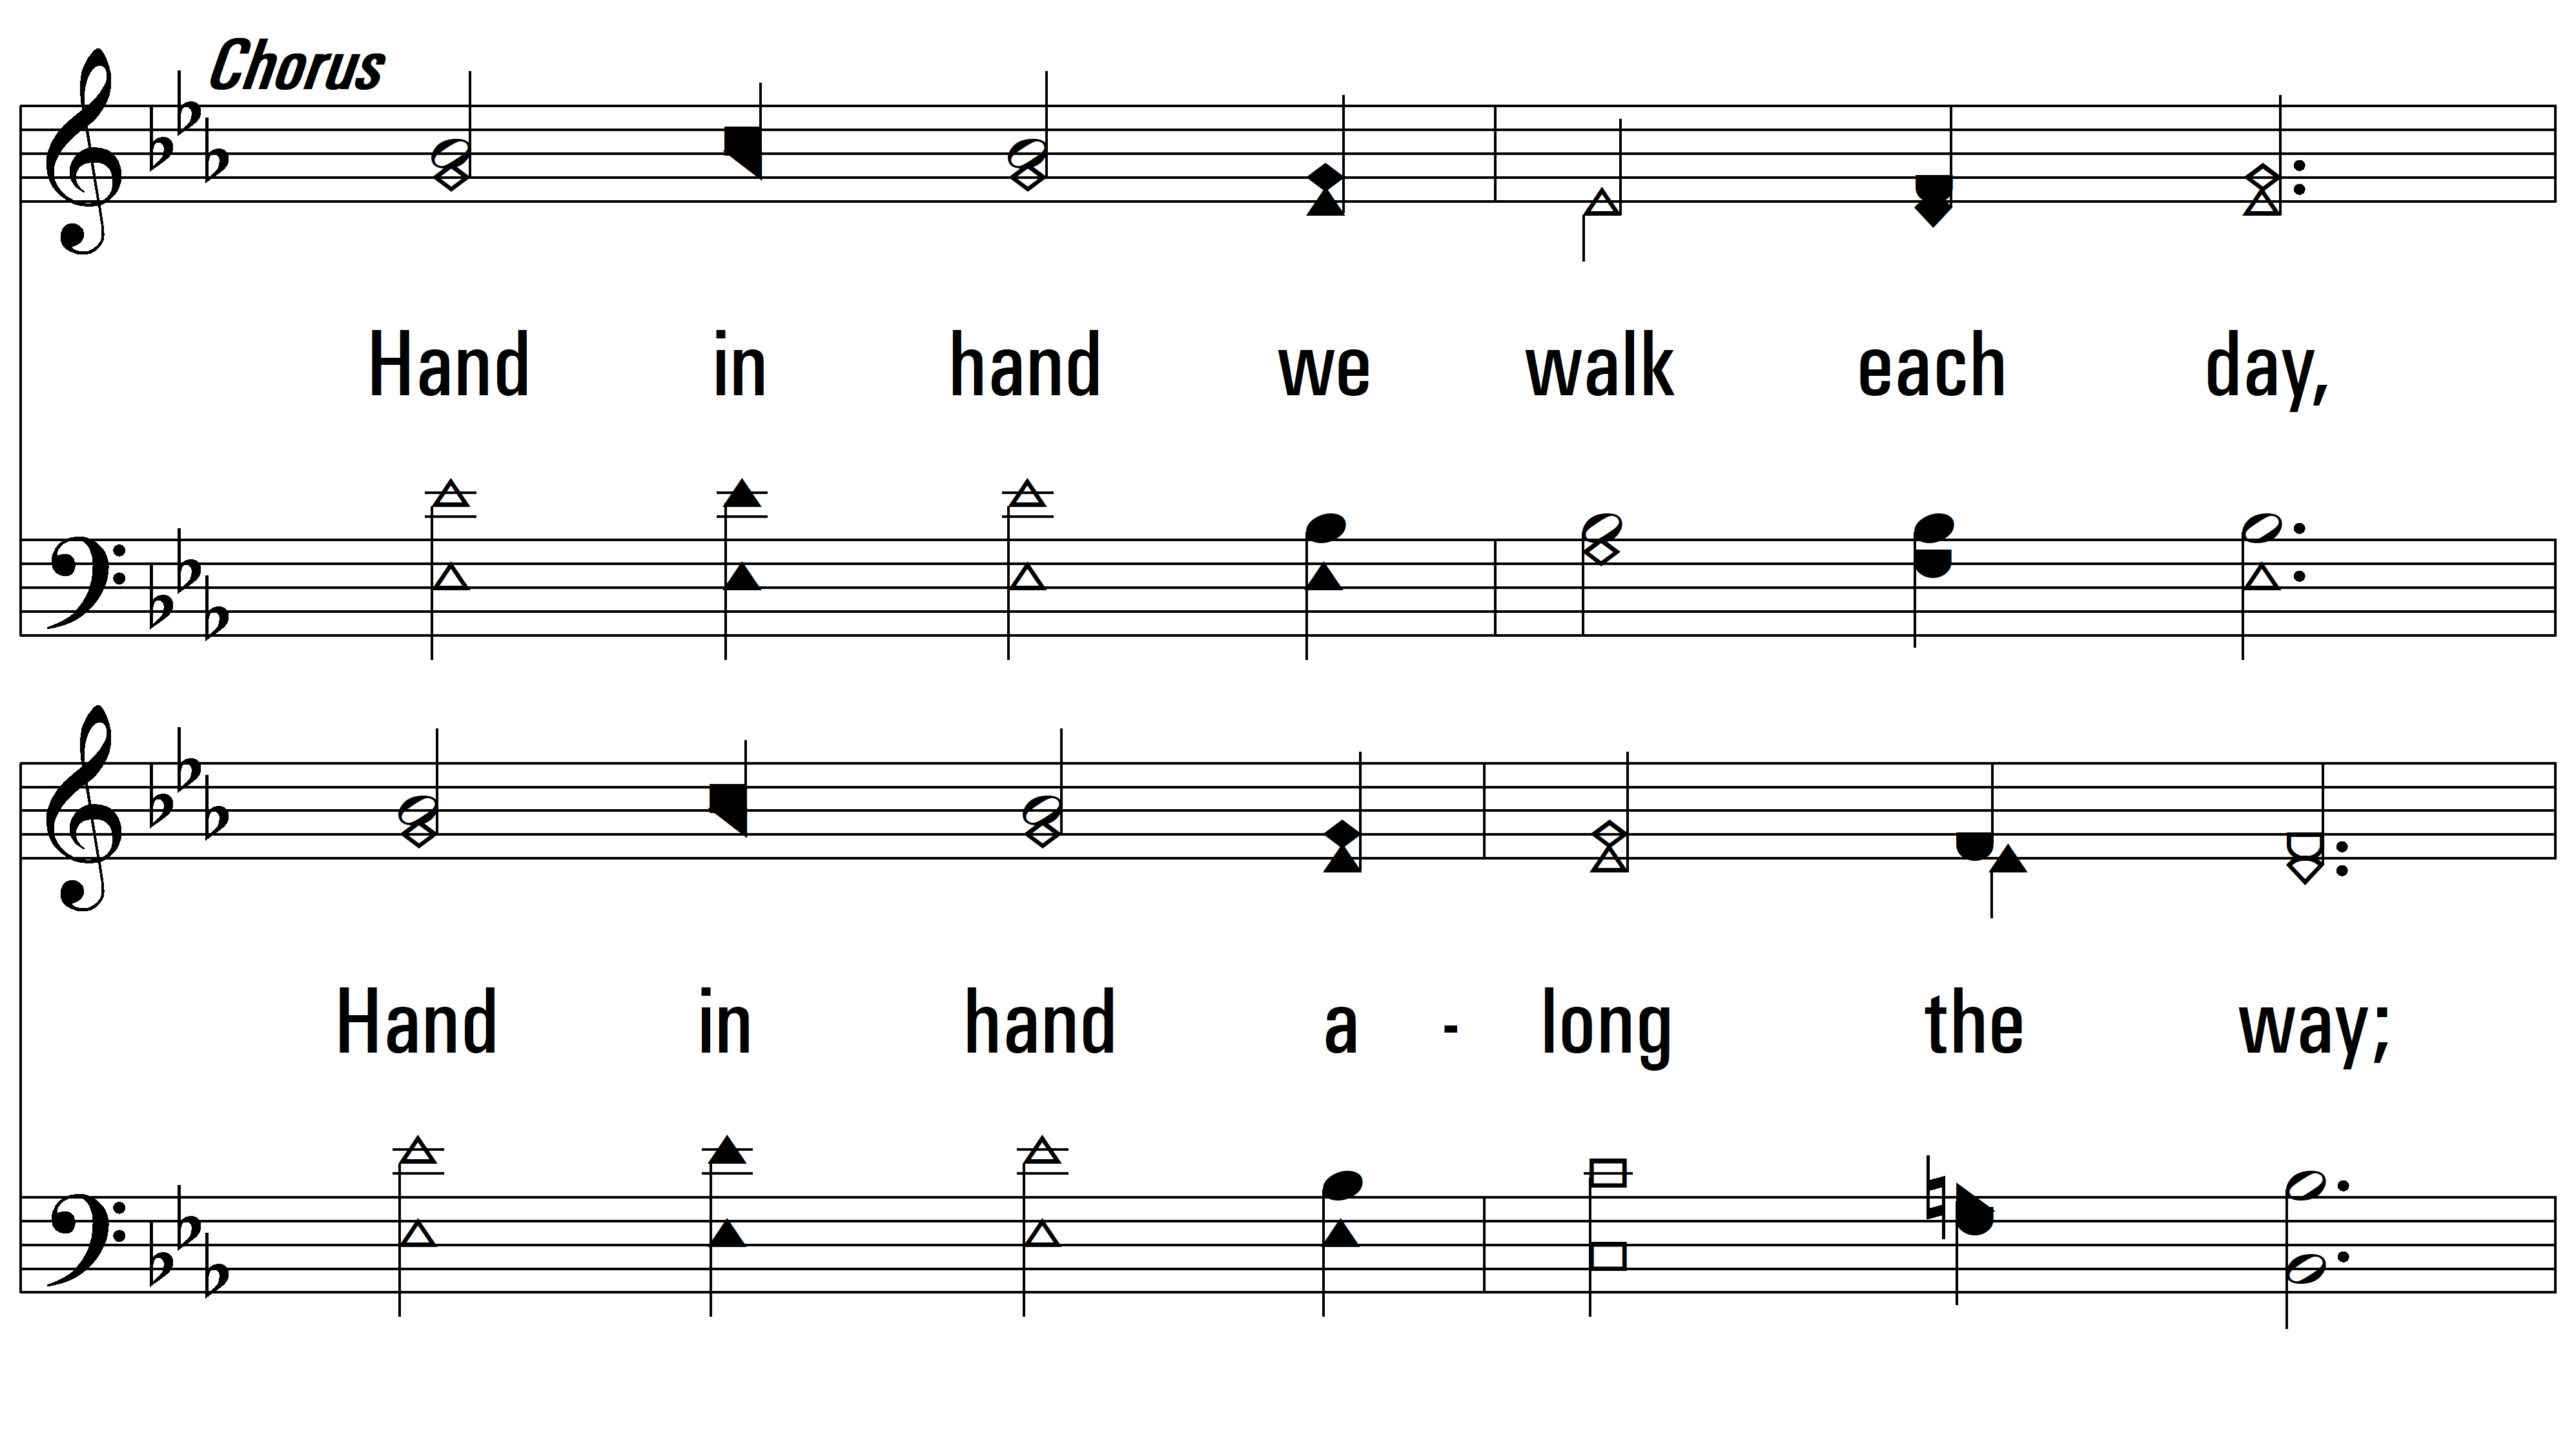 Chorus
Hand in hand we walk each day,
Hand in hand a - long the way;